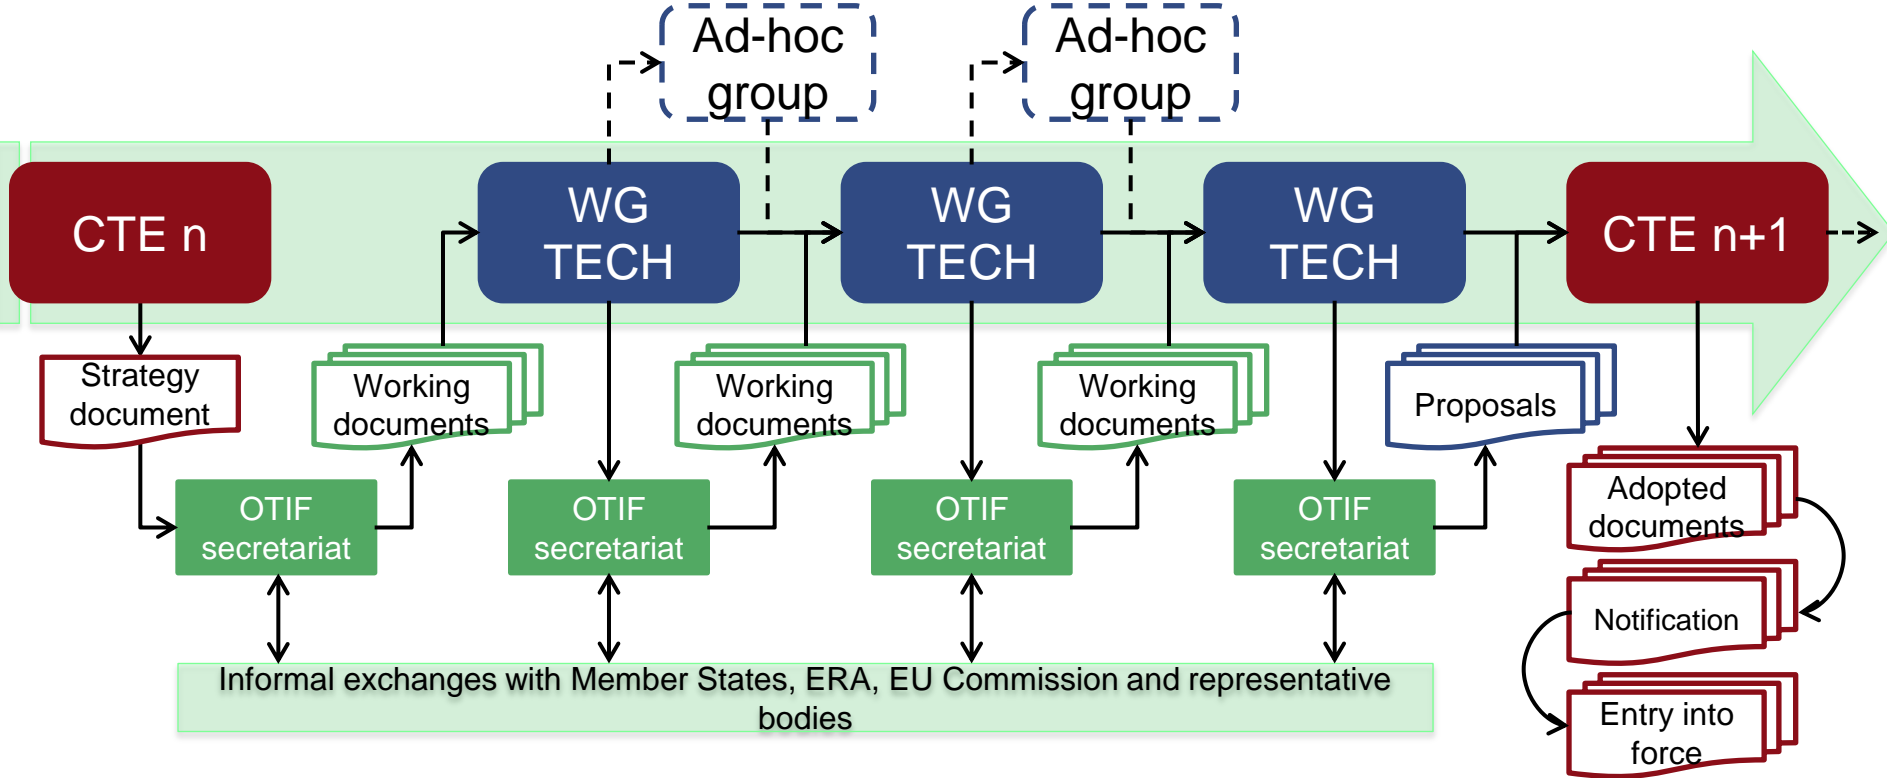 Ad-hoc
group
Ad-hoc
group
CTE n
WG
TECH
WG
TECH
WG
TECH
CTE n+1
Strategy
document
Working
documents
Working
documents
Working
documents
Proposals
OTIF
secretariat
OTIF
secretariat
OTIF
secretariat
OTIF
secretariat
Adopted
documents
Notification
Entry into
force
Informal exchanges with Member States, ERA, EU Commission and representative
bodies